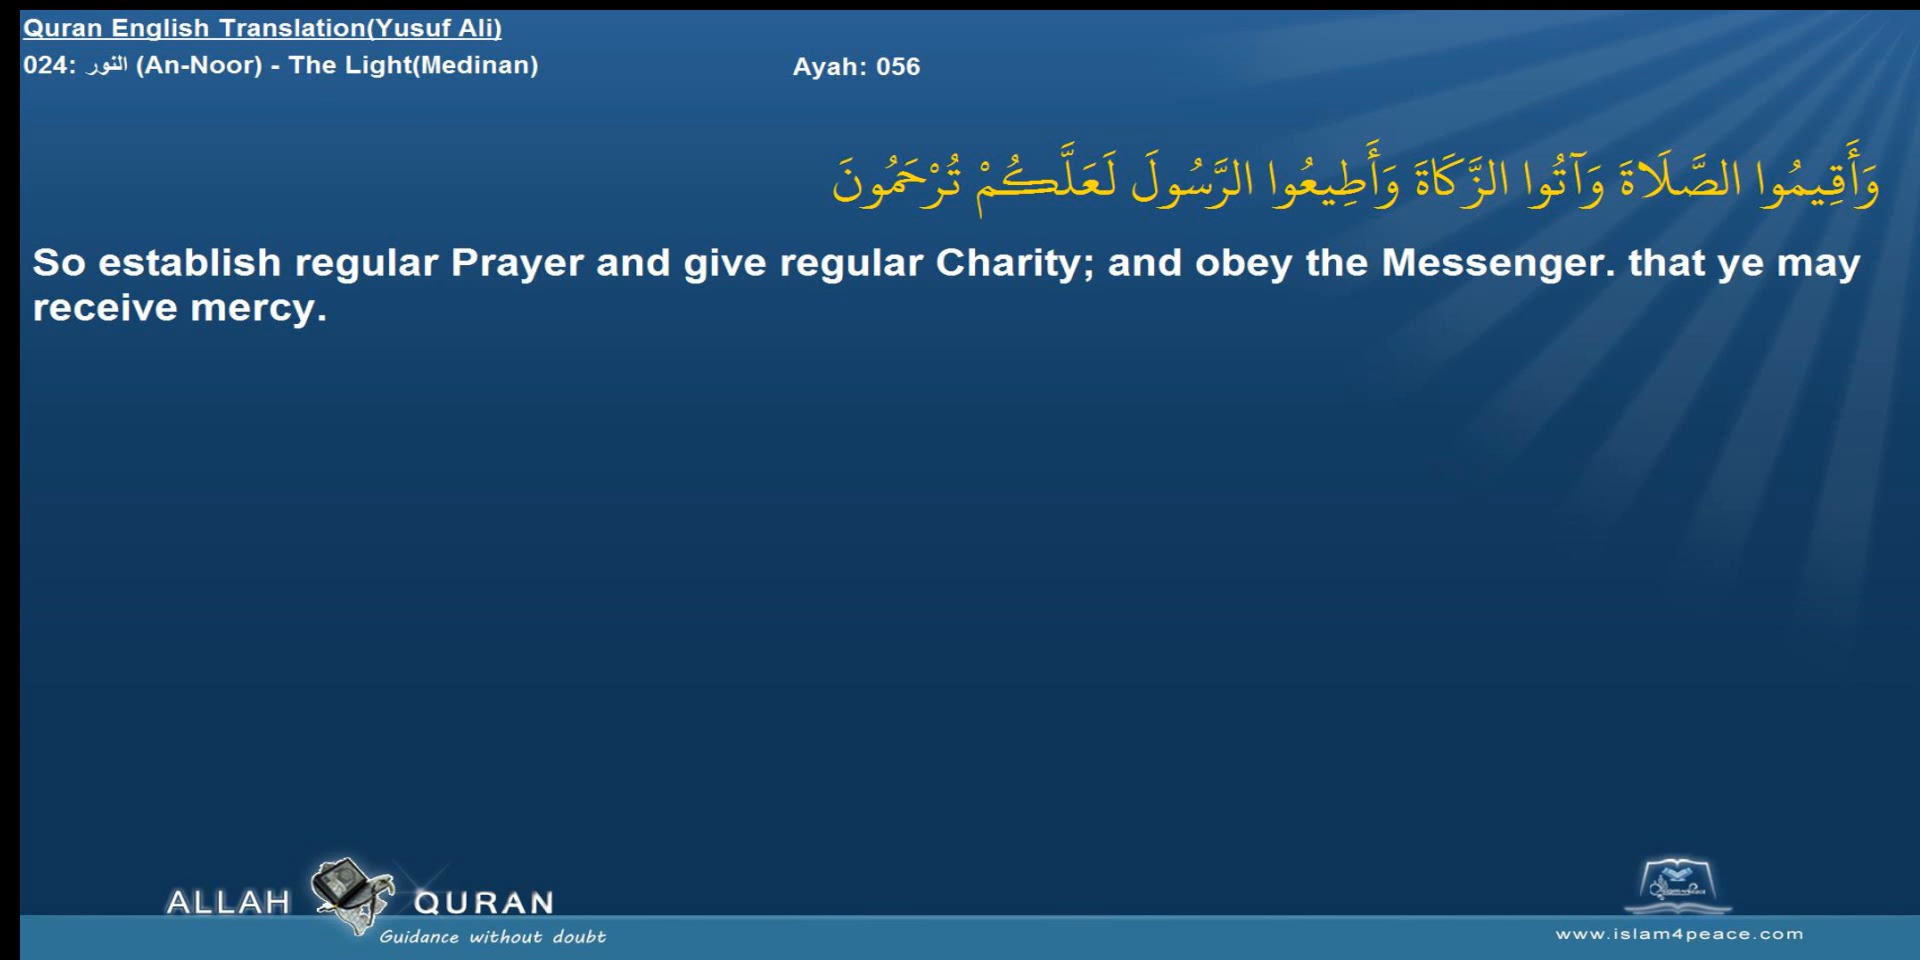 Quran English Translation(Yusuf Ali)
024: النور (An-Noor) - The Light(Medinan) Ayah: 056
وَأَقِيمُوا الصَّلَاةَ وَآتُوا الزَّكَاةَ وَأَطِيعُوا الرَّسُولَ لَعَلَّكُمْ تُرْحَمُونَ
So establish regular Prayer and give regular Charity; and obey the Messenger. that ye may
receive mercy.
ALLAH QURAN
Guidance without doubt
www.islam4peace.com